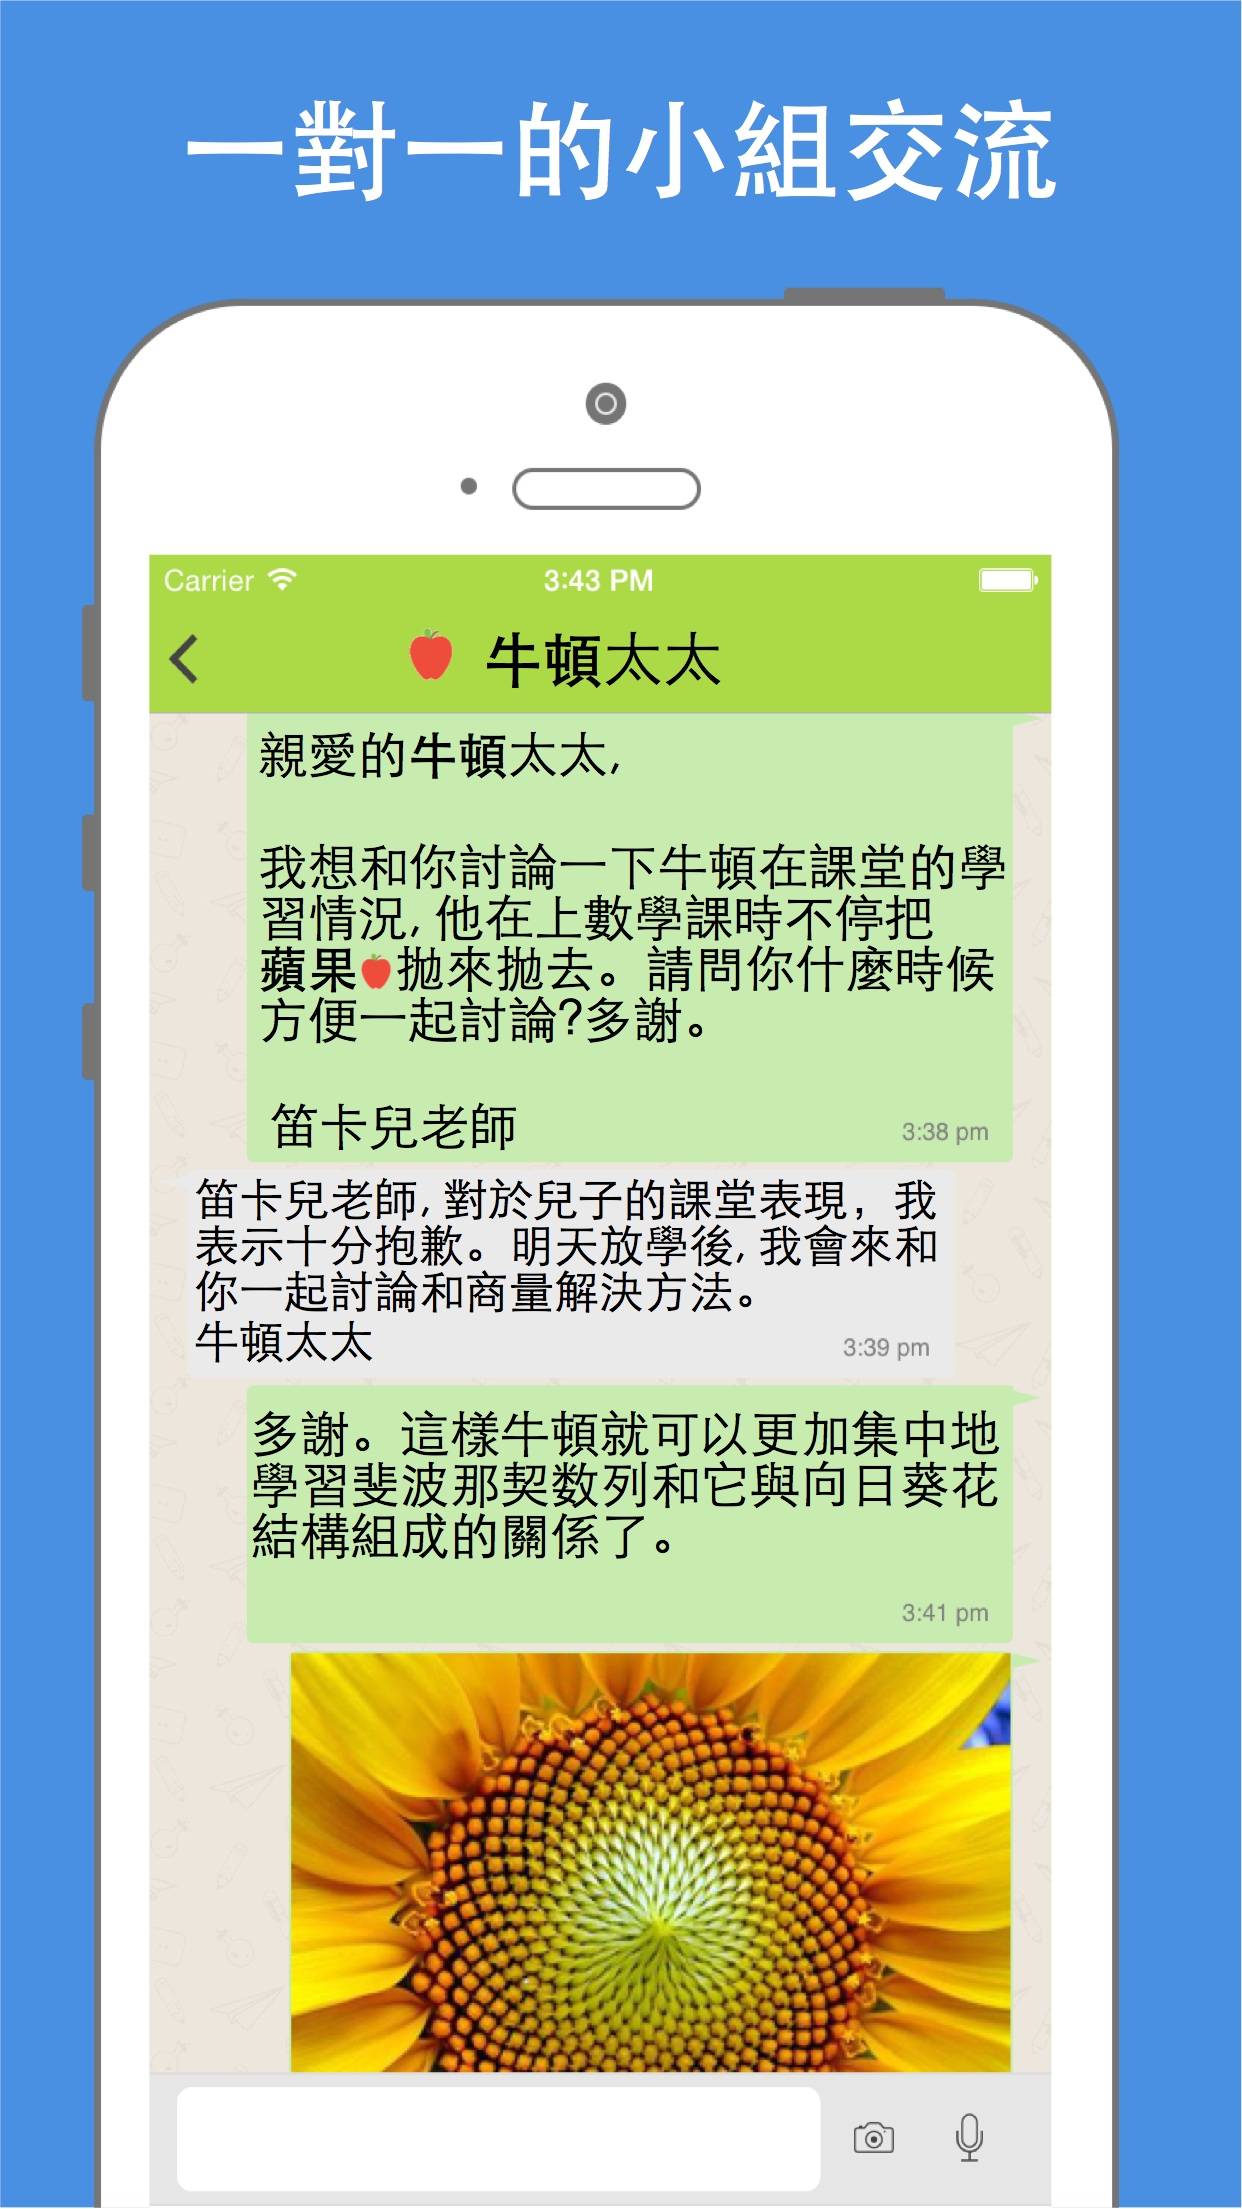 一對一的小組交流
Carrier 3:43 PM
牛頓太太
親愛的牛頓太太,
我想和你討論一下牛頓在課堂的學
習情況, 他在上數學課時不停把
蘋果🍎拋來拋去。請問你什麼時候
方便一起討論?多謝。
笛卡兒老師
3:38 pm
笛卡兒老師, 對於兒子的課堂表現，我
表示十分抱歉。明天放學後, 我會來和
你一起討論和商量解決方法。
牛頓太太
3:39 pm
多謝。這樣牛頓就可以更加集中地
學習斐波那契数列和它與向日葵花
結構組成的關係了。
3:41 pm